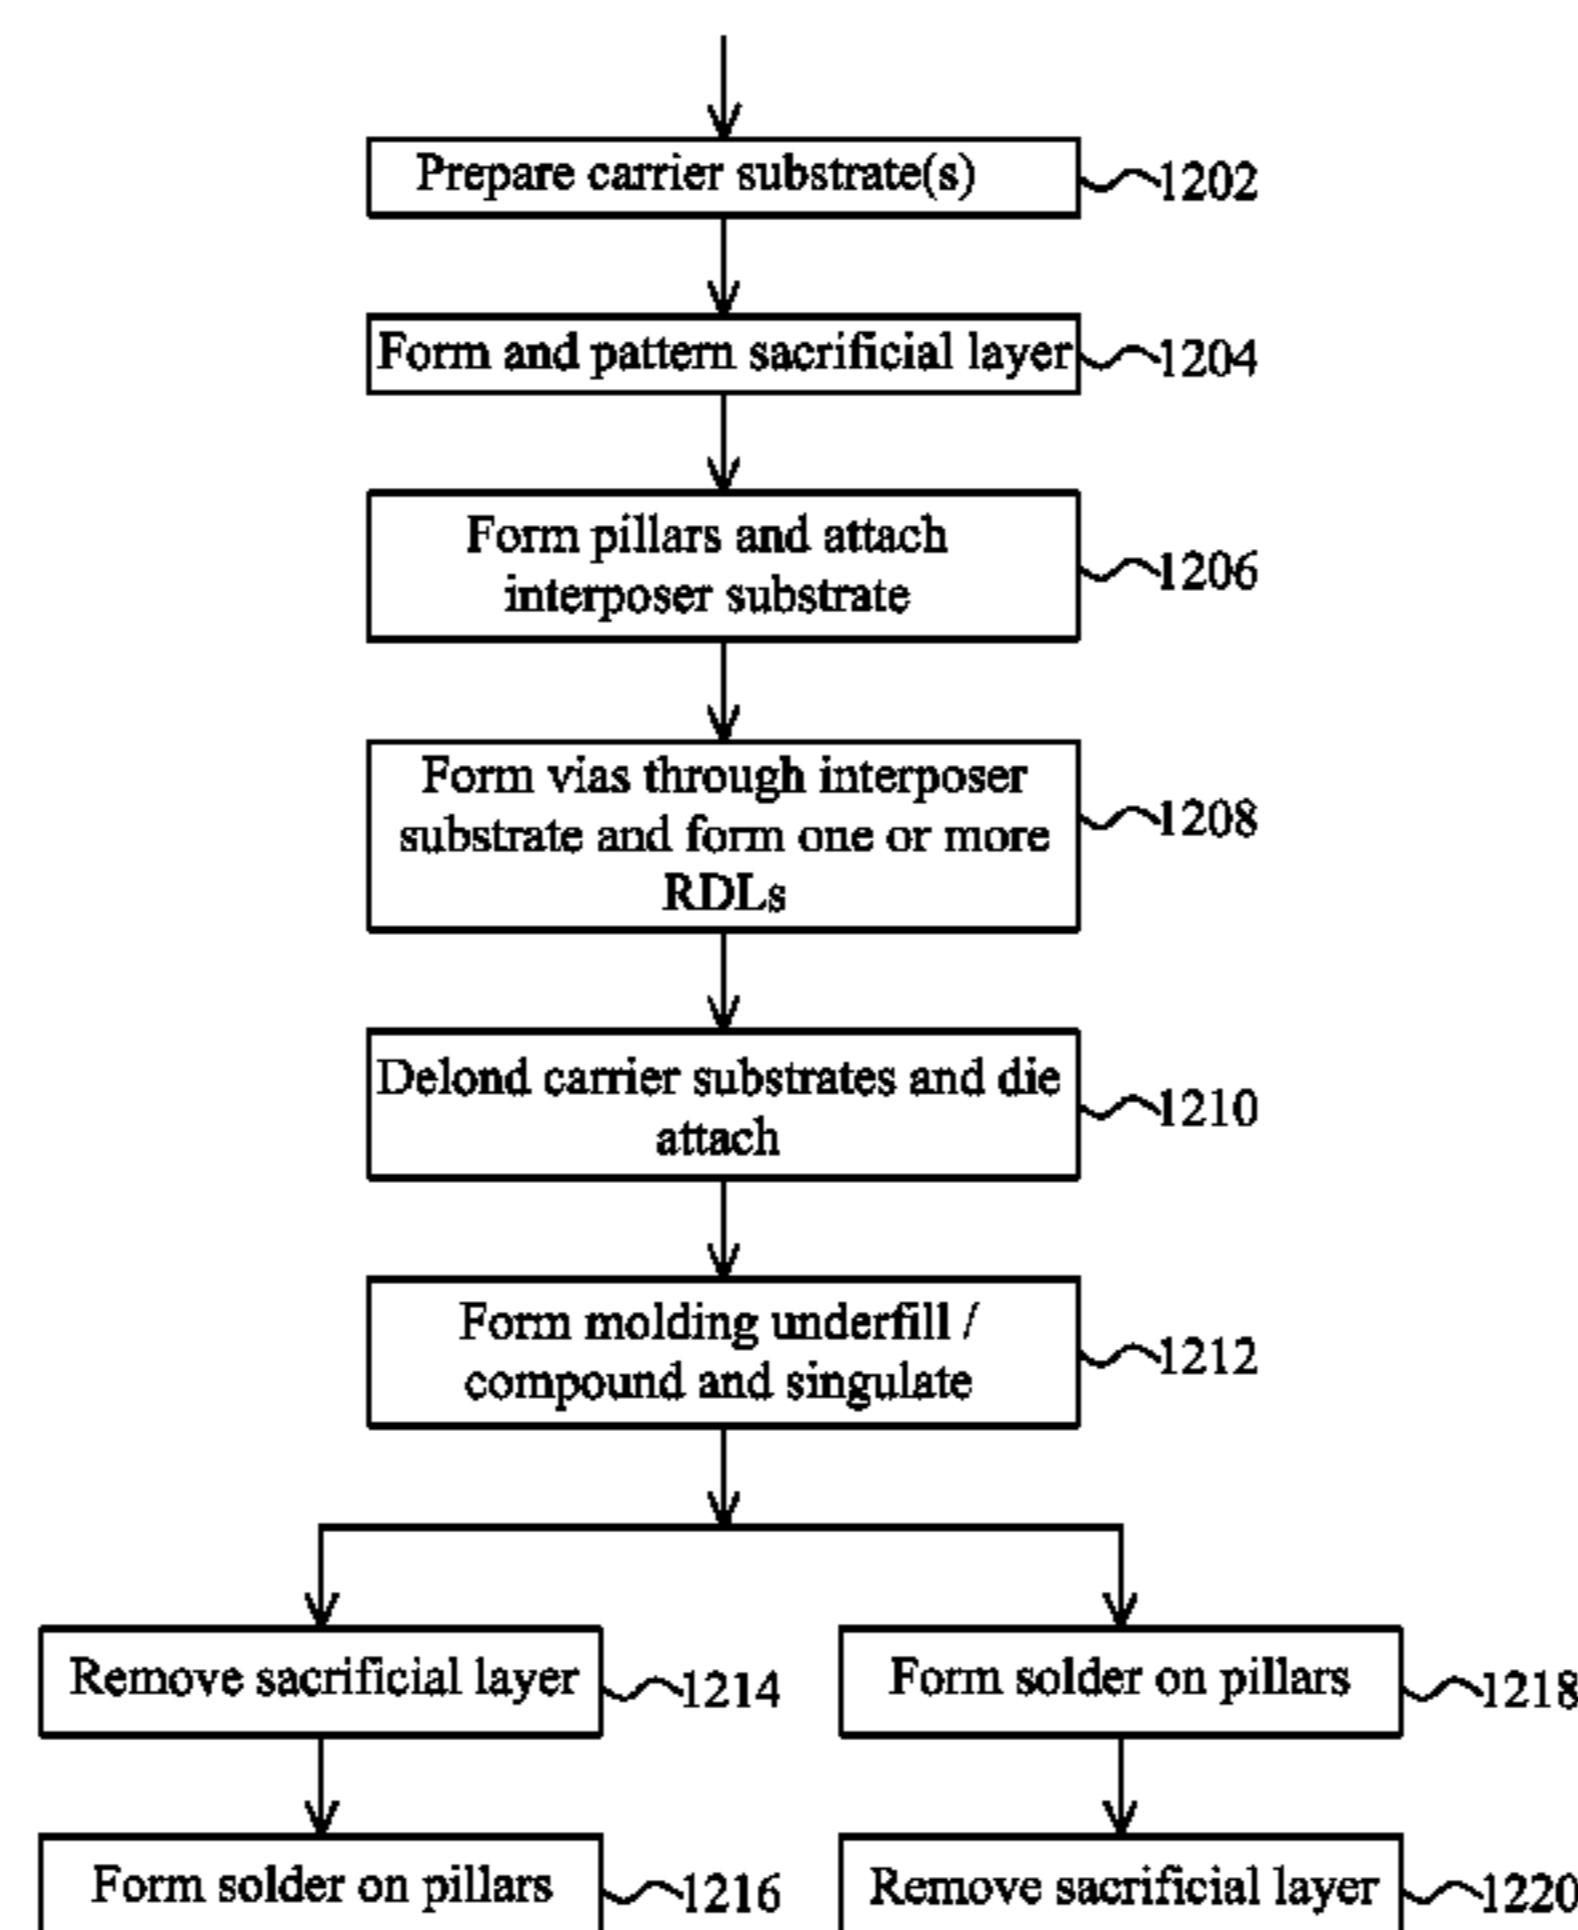 Prepare carrier substrate(s)
1202
Form and pattern sacrificial layer
1204
Form pillars and attach
interposer substrate
1206
Form vias through interposer
substrate and form one or more
RDLs
1208
Delond carrier substrates and die
attach
1210
Form molding underfill /
compound and singulate
1212
Remove sacrificial layer
1214
Form solder on pillars
1218
Form solder on pillars
1216
Remove sacrificial layer
1220